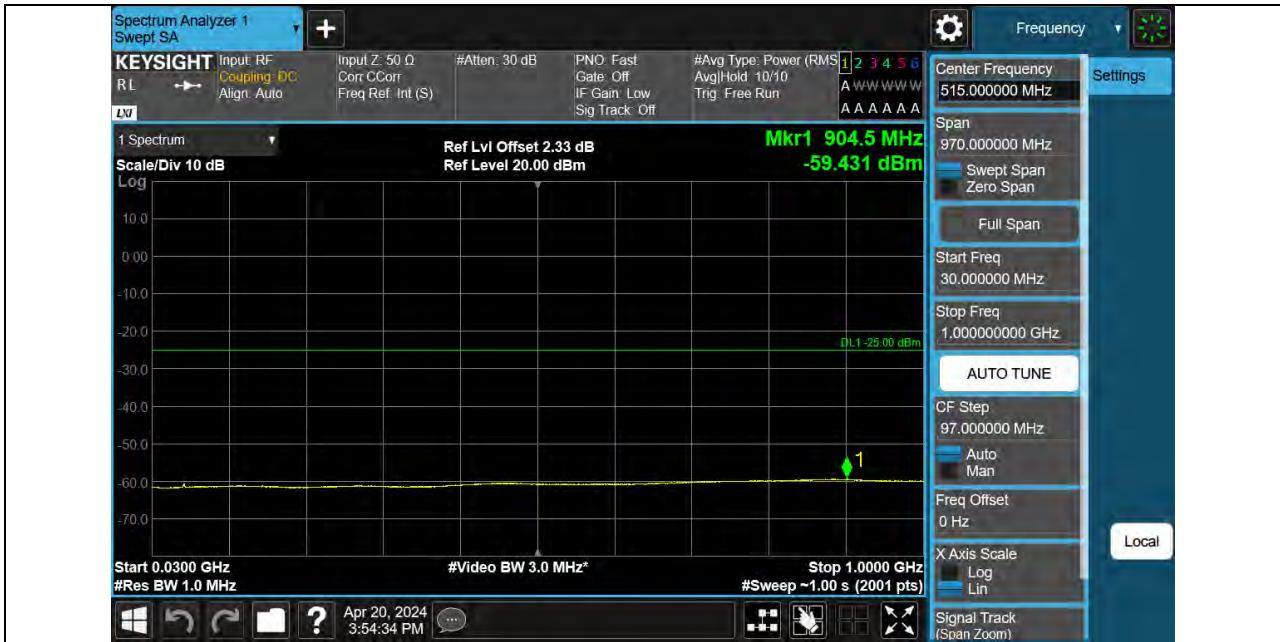 Spectrum Analyzer 1
Swept SA
+
Frequency
KEYSIGHT
RL
LXI
Input: RF
Coupling: DC
Align: Auto
Input Z: 50 Ω
Corr CCorr
Freq Ref: Int (S)
#Atten: 30 dB
PNO: Fast
Gate: Off
IF Gain: Low
Sig Track: Off
#Avg Type: Power (RMS
Avg|Hold: 10/10
Trig: Free Run
1 2 3 4 5 6
A W W W W W
A A A A A A
1 Spectrum
Scale/Div 10 dB
Ref Lvl Offset 2.33 dB
Ref Level 20.00 dBm
Mkr1 904.5 MHz
-59.431 dBm
Log
10.0
0.00
-10.0
-20.0
-30.0
-40.0
-50.0
-60.0
-70.0
DL1 -25.00 dBm
1
Start 0.0300 GHz
#Res BW 1.0 MHz
#Video BW 3.0 MHz*
Stop 1.0000 GHz
#Sweep ~1.00 s (2001 pts)
Center Frequency
515.000000 MHz
Settings
Span
970.000000 MHz
Swept Span
Zero Span
Full Span
Start Freq
30.000000 MHz
Stop Freq
1.000000000 GHz
AUTO TUNE
CF Step
97.000000 MHz
Auto
Man
Freq Offset
0 Hz
Local
X Axis Scale
Log
Lin
Signal Track
(Span Zoom)
?
Apr 20, 2024
3:54:34 PM